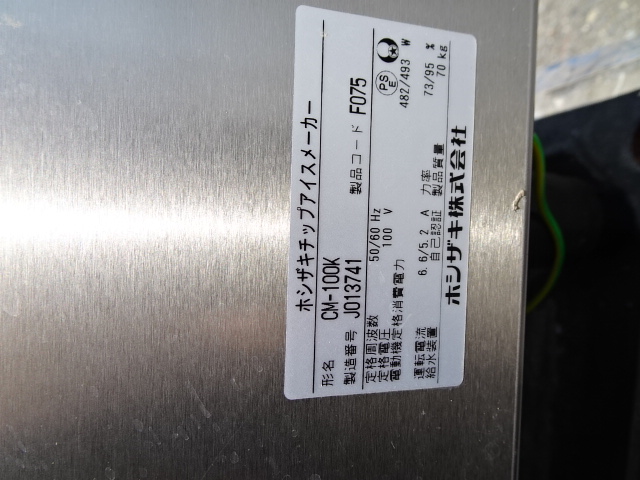 ホシザキチップアイスメーカー
形名 CM-100K
製造番号 J013741 製品コード F075
定格周波数 50/60 Hz
定格電圧 100 V
電動機定格消費電力 482/493 W
運転電流 6.6/5.2 A 力率 73/95 %
給水装置 自己認証 製品質量 70 kg
ホシザキ株式会社
PS
E